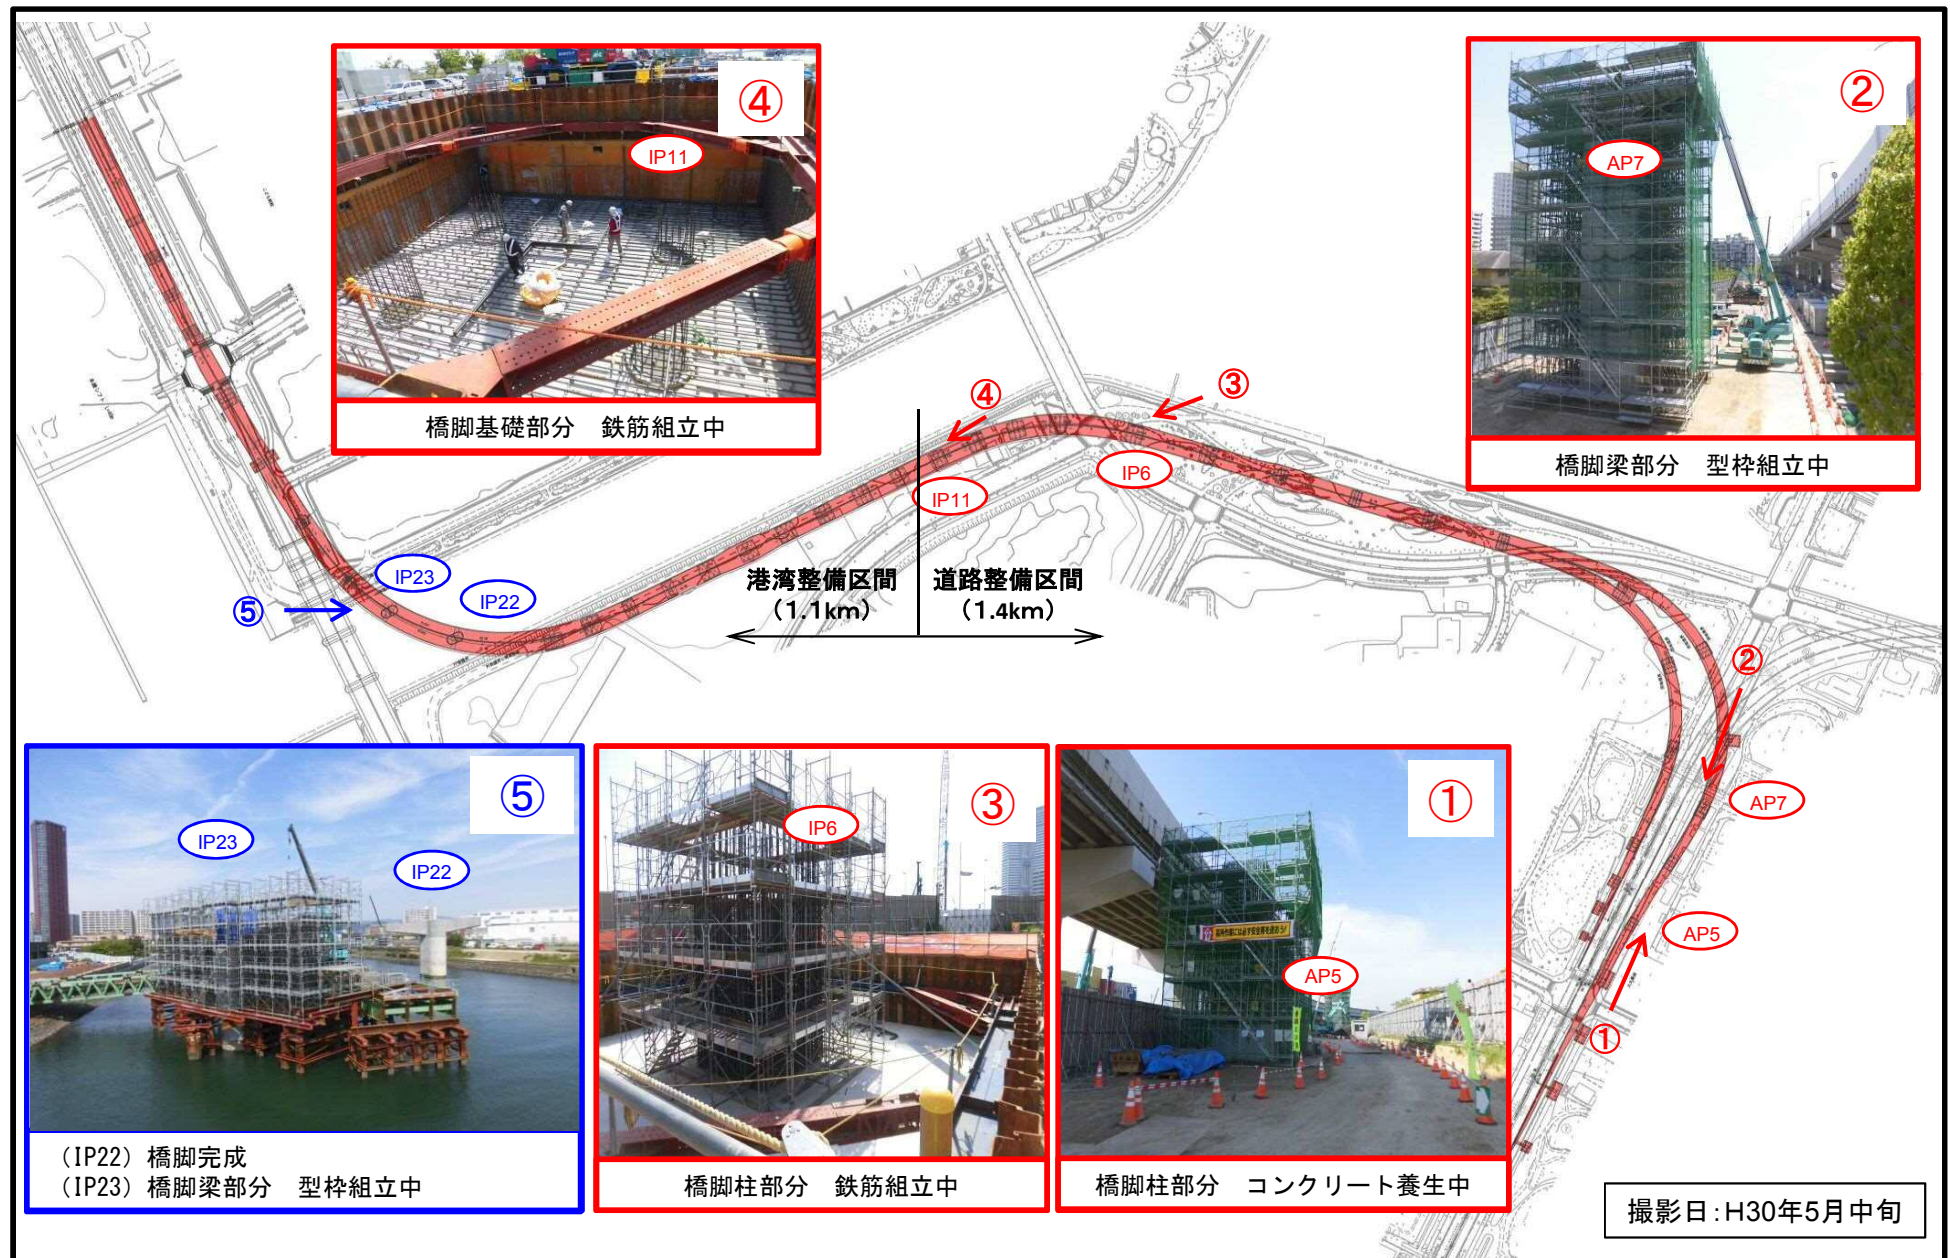 ④
IP11
橋脚基礎部分　鉄筋組立中
②
AP7
橋脚梁部分　型枠組立中
④
③
IP11
IP6
IP23
IP22
⑤
港湾整備区間
（1.1km）
道路整備区間
（1.4km）
②
AP7
AP5
①
⑤
IP23
IP22
（IP22）橋脚完成
（IP23）橋脚梁部分　型枠組立中
③
IP6
橋脚柱部分　鉄筋組立中
①
AP5
橋脚柱部分　コンクリート養生中
撮影日：H30年5月中旬